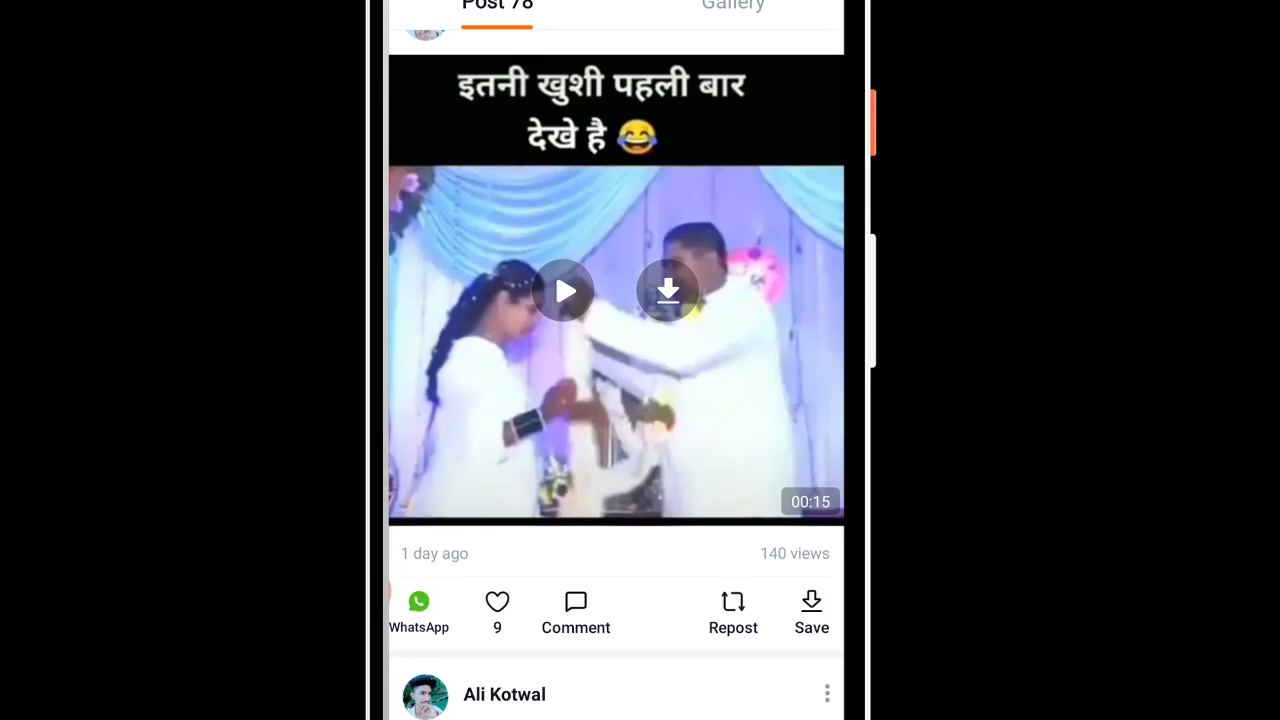 Post 78
Gallery
इतनी खुशी पहली बार
देखे है 😂
00:15
1 day ago
140 views
WhatsApp
9
Comment
Repost
Save
Ali Kotwal